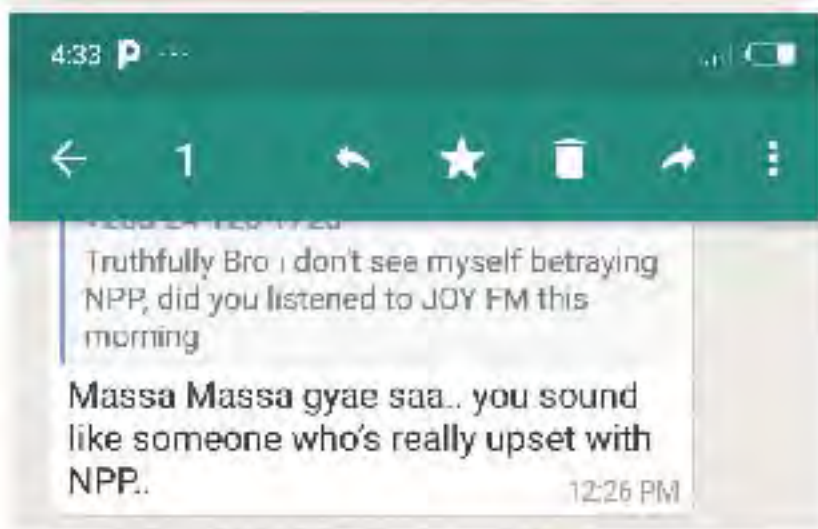 4:33 P ...
1
Truthfully Bro i don't see myself betraying
NPP, did you listened to JOY FM this
morning
Massa Massa gyae saa.. you sound
like someone who's really upset with
NPP..
12:26 PM